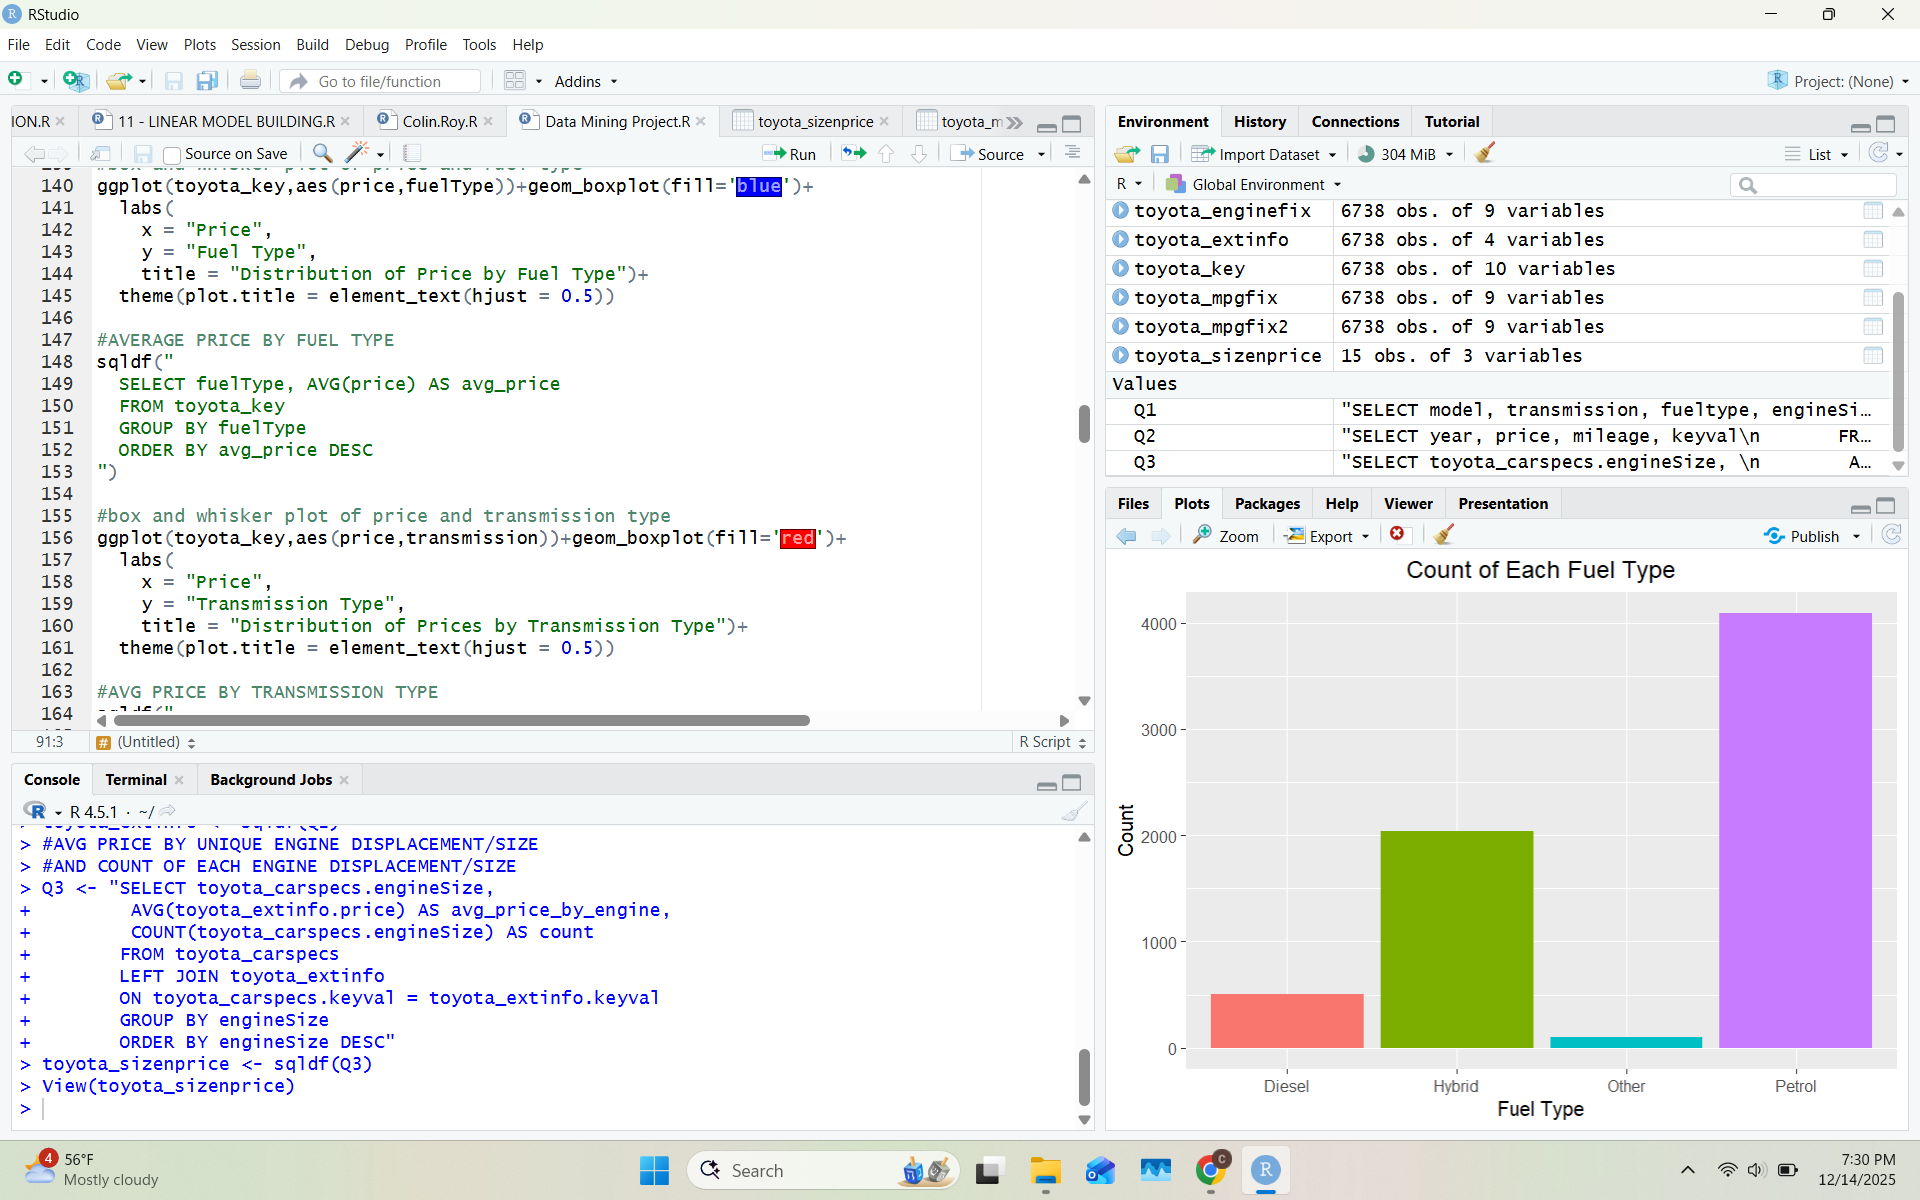 RStudio
File Edit Code View Plots Session Build Debug Profile Tools Help
Go to file/function Addins Project: (None)
ION.R 11 - LINEAR MODEL BUILDING.R Colin.Roy.R Data Mining Project.R toyota_sizenprice toyota_m
Source on Save Run Source
140 ggplot(toyota_key,aes(price,fuelType))+geom_boxplot(fill='blue')+
141 labs(
142 x = "Price",
143 y = "Fuel Type",
144 title = "Distribution of Price by Fuel Type")+
145 theme(plot.title = element_text(hjust = 0.5))
146
147 #AVERAGE PRICE BY FUEL TYPE
148 sqldf("
149 SELECT fuelType, AVG(price) AS avg_price
150 FROM toyota_key
151 GROUP BY fuelType
152 ORDER BY avg_price DESC
153 ")
154
155 #box and whisker plot of price and transmission type
156 ggplot(toyota_key,aes(price,transmission))+geom_boxplot(fill='red')+
157 labs(
158 x = "Price",
159 y = "Transmission Type",
160 title = "Distribution of Prices by Transmission Type")+
161 theme(plot.title = element_text(hjust = 0.5))
162
163 #AVG PRICE BY TRANSMISSION TYPE
164
91:3 # (Untitled) R Script
Console Terminal Background Jobs
R 4.5.1 · ~/
> #AVG PRICE BY UNIQUE ENGINE DISPLACEMENT/SIZE
> #AND COUNT OF EACH ENGINE DISPLACEMENT/SIZE
> Q3 <- "SELECT toyota_carspecs.engineSize,
+ AVG(toyota_extinfo.price) AS avg_price_by_engine,
+ COUNT(toyota_carspecs.engineSize) AS count
+ FROM toyota_carspecs
+ LEFT JOIN toyota_extinfo
+ ON toyota_carspecs.keyval = toyota_extinfo.keyval
+ GROUP BY engineSize
+ ORDER BY engineSize DESC"
> toyota_sizenprice <- sqldf(Q3)
> View(toyota_sizenprice)
>
Environment History Connections Tutorial
Import Dataset 304 MiB List
R Global Environment
toyota_enginefix 6738 obs. of 9 variables
toyota_extinfo 6738 obs. of 4 variables
toyota_key 6738 obs. of 10 variables
toyota_mpgfix 6738 obs. of 9 variables
toyota_mpgfix2 6738 obs. of 9 variables
toyota_sizenprice 15 obs. of 3 variables
Values
Q1 "SELECT model, transmission, fueltype, engineSi…
Q2 "SELECT year, price, mileage, keyval\n FR…
Q3 "SELECT toyota_carspecs.engineSize, \n A…
Files Plots Packages Help Viewer Presentation
Zoom Export Publish
Count of Each Fuel Type
4000
3000
2000
1000
0
Count
Diesel Hybrid Other Petrol
Fuel Type
4 56°F
Mostly cloudy
Search
C
R
7:30 PM
12/14/2025